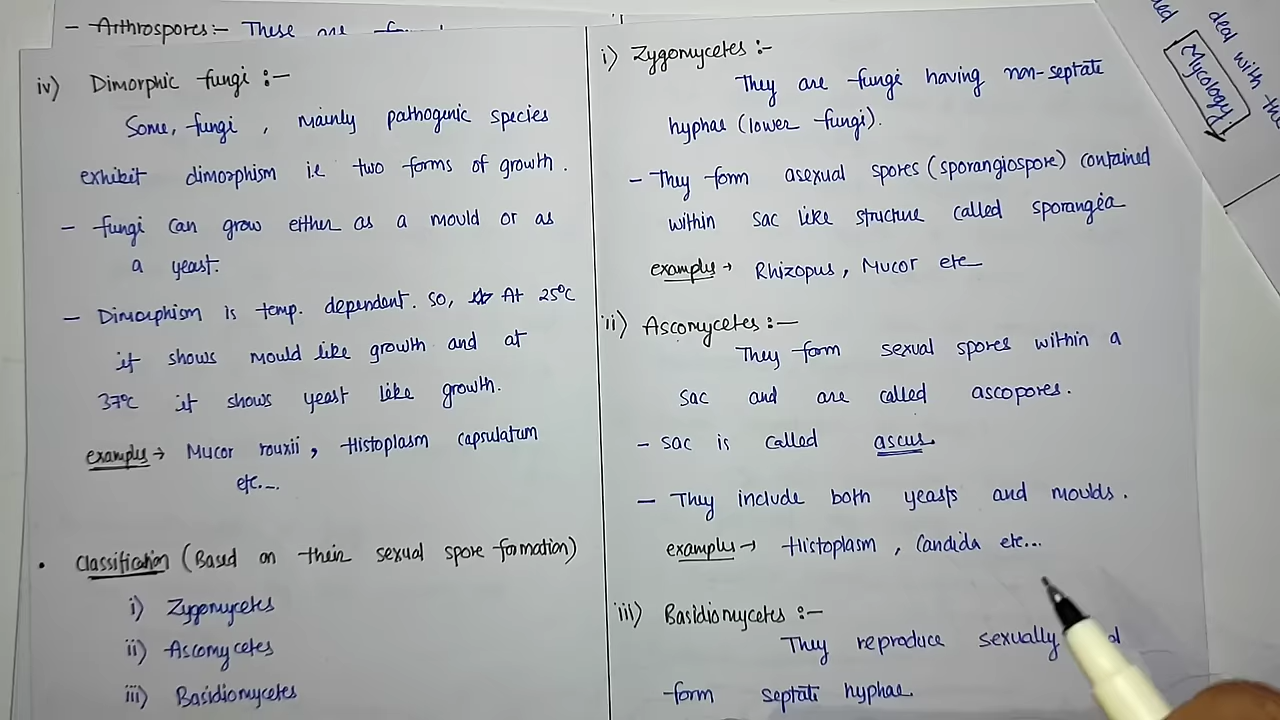 - Arthrospores:- These are
iv) Dimorphic fungi :-
Some, fungi, mainly pathogenic species
exhibit dimorphism i.e two forms of growth.
- fungi can grow either as a mould or as
a yeast.
- Dimorphism is temp. dependent. so, At 25°C
it shows mould like growth and at
37°C it shows yeast like growth.
examples → Mucor rouxii, Histoplasm capsulatum
etc...
• Classification (Based on their sexual spore formation)
i) Zygomycetes
ii) Ascomycetes
iii) Basidiomycetes
i) Zygomycetes :-
They are fungi having non-septate
hyphae (lower fungi).
- They form asexual spores (sporangiospore) contained
within sac like structure called sporangia
examples → Rhizopus, Mucor etc
ii) Ascomycetes :-
They form sexual spores within a
sac and are called ascopores.
- sac is called ascus.
- They include both yeasts and moulds.
examples → Histoplasm, Candida etc...
iii) Basidiomycetes :-
They reproduce sexually
form septate hyphae.
deal with the
Mycology